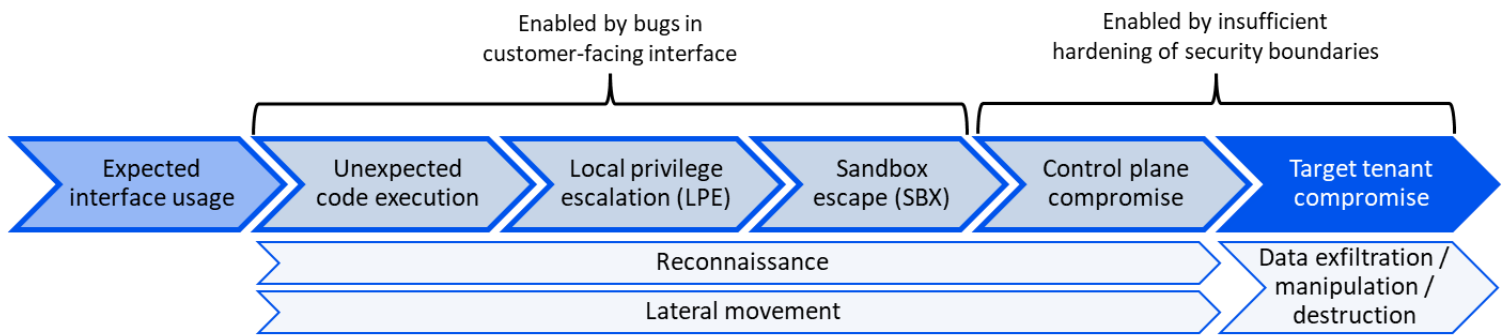 Enabled by bugs in
customer-facing interface
Enabled by insufficient
hardening of security boundaries
Expected
interface usage
Unexpected
code execution
Local privilege
escalation (LPE)
Sandbox
escape (SBX)
Control plane
compromise
Target tenant
compromise
Reconnaissance
Lateral movement
Data exfiltration /
manipulation /
destruction